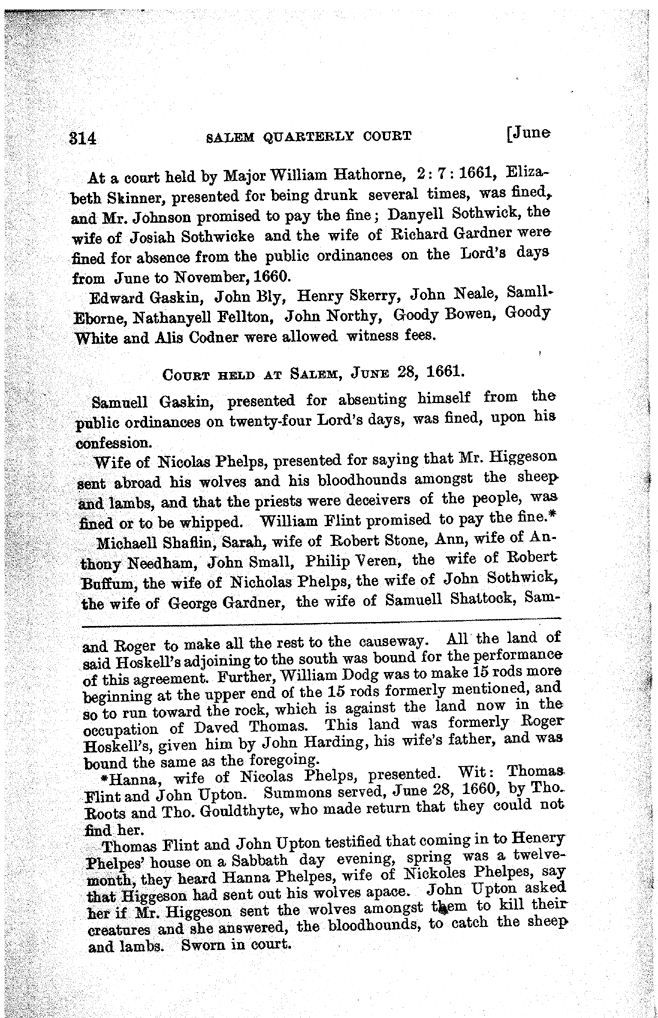 314 SALEM QUARTERLY COURT [June
At a court held by Major William Hathorne, 2: 7: 1661, Eliza-
beth Skinner, presented for being drunk several times, was fined,
and Mr. Johnson promised to pay the fine; Danyell Sothwick, the
wife of Josiah Sothwicke and the wife of Richard Gardner were
fined for absence from the public ordinances on the Lord's days
from June to November, 1660.
Edward Gaskin, John Bly, Henry Skerry, John Neale, Samll.
Eborne, Nathanyell Fellton, John Northy, Goody Bowen, Goody
White and Alis Codner were allowed witness fees.
COURT HELD AT SALEM, JUNE 28, 1661.
Samuell Gaskin, presented for absenting himself from the
public ordinances on twenty-four Lord's days, was fined, upon his
confession.
Wife of Nicolas Phelps, presented for saying that Mr. Higgeson
sent abroad his wolves and his bloodhounds amongst the sheep
and lambs, and that the priests were deceivers of the people, was
fined or to be whipped. William Flint promised to pay the fine.*
Michaell Shaflin, Sarah, wife of Robert Stone, Ann, wife of An-
thony Needham, John Small, Philip Veren, the wife of Robert
Buffum, the wife of Nicholas Phelps, the wife of John Sothwick,
the wife of George Gardner, the wife of Samuell Shattock, Sam-
and Roger to make all the rest to the causeway. All the land of
said Hoskell's adjoining to the south was bound for the performance
of this agreement. Further, William Dodg was to make 15 rods more
beginning at the upper end of the 15 rods formerly mentioned, and
so to run toward the rock, which is against the land now in the
occupation of Daved Thomas. This land was formerly Roger
Hoskell's, given him by John Harding, his wife's father, and was
bound the same as the foregoing.
*Hanna, wife of Nicolas Phelps, presented. Wit: Thomas
Flint and John Upton. Summons served, June 28, 1660, by Tho.
Roots and Tho. Gouldthyte, who made return that they could not
find her.
Thomas Flint and John Upton testified that coming in to Henery
Phelpes' house on a Sabbath day evening, spring was a twelve-
month, they heard Hanna Phelpes, wife of Nickoles Phelpes, say
that Higgeson had sent out his wolves apace. John Upton asked
her if Mr. Higgeson sent the wolves amongst them to kill their
creatures and she answered, the bloodhounds, to catch the sheep
and lambs. Sworn in court.